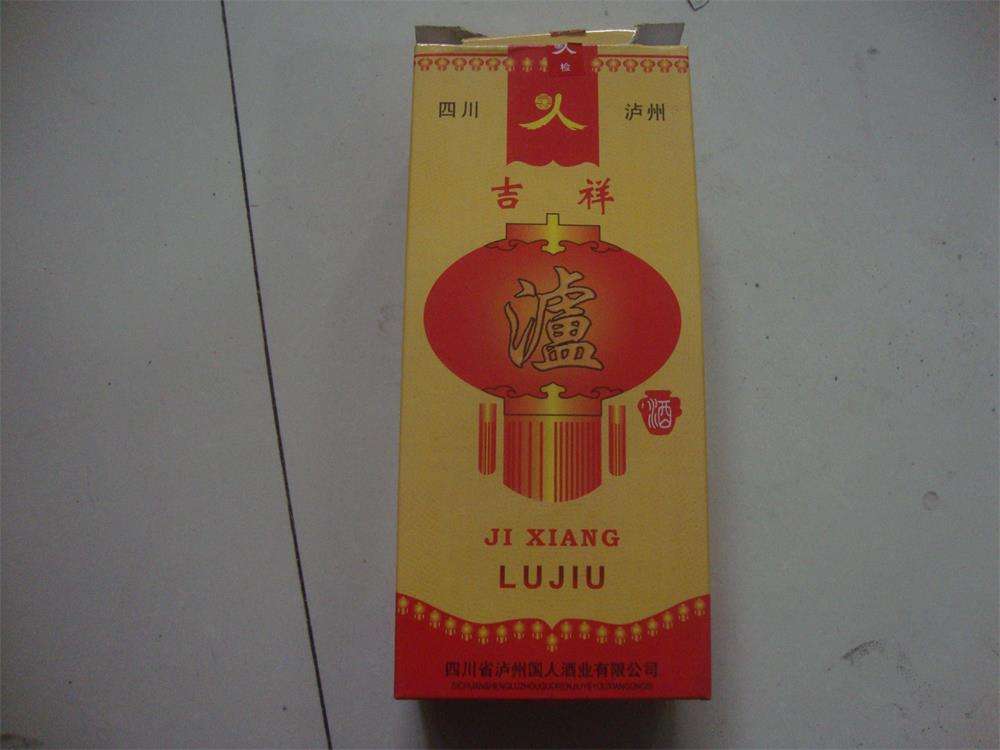 检
四川 泸州
吉祥
瀘
酒
JI XIANG
LUJIU
四川省泸州国人酒业有限公司